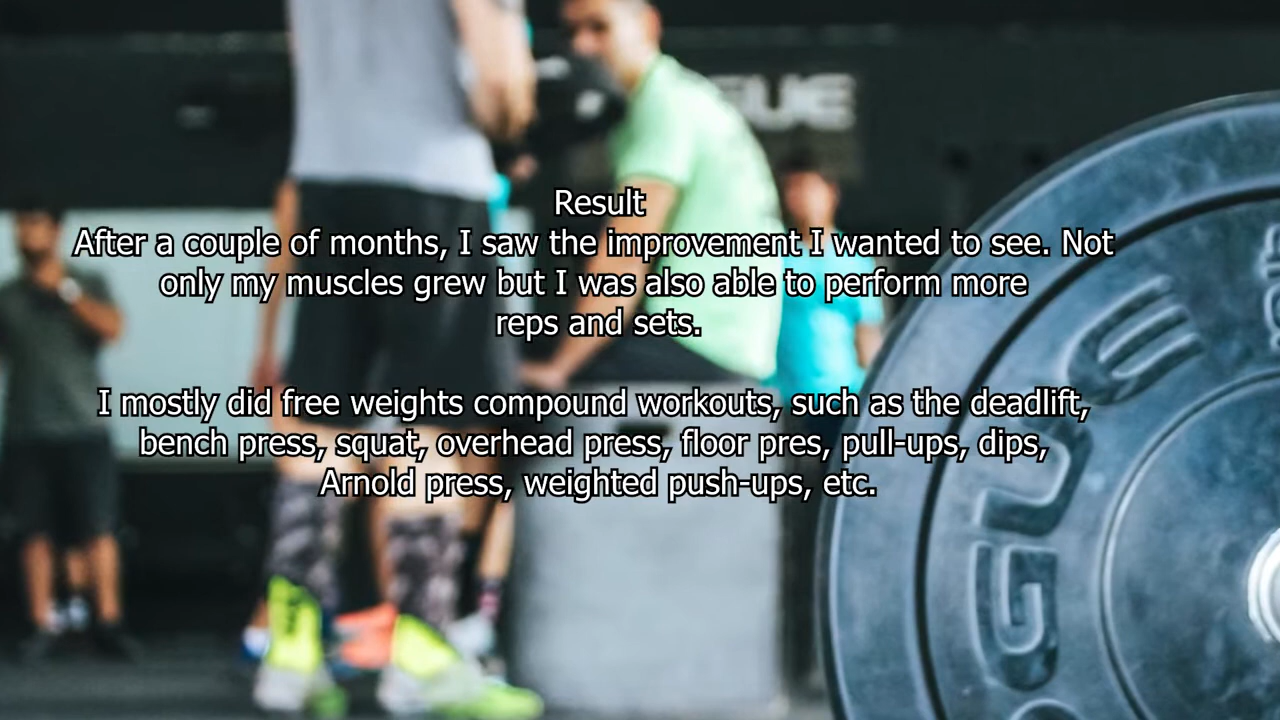 GUE
Result
After a couple of months, I saw the improvement I wanted to see. Not
only my muscles grew but I was also able to perform more
reps and sets.
I mostly did free weights compound workouts, such as the deadlift,
bench press, squat, overhead press, floor pres, pull-ups, dips,
Arnold press, weighted push-ups, etc.
OGUE